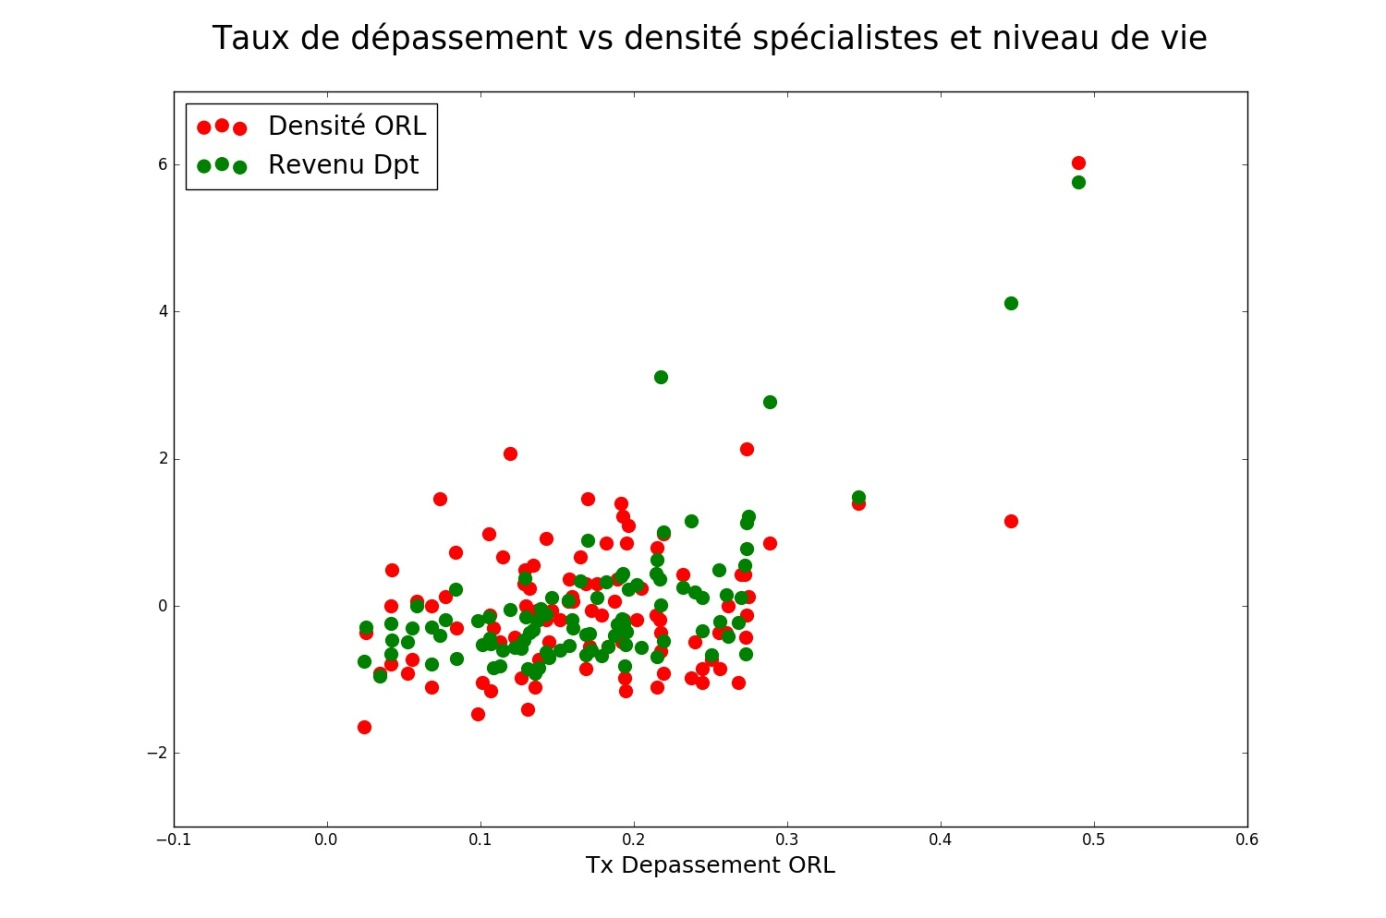 Taux de dépassement vs densité spécialistes et niveau de vie
Densité ORL
Revenu Dpt
6
4
2
0
−2
−0.1 0.0 0.1 0.2 0.3 0.4 0.5 0.6
Tx Depassement ORL